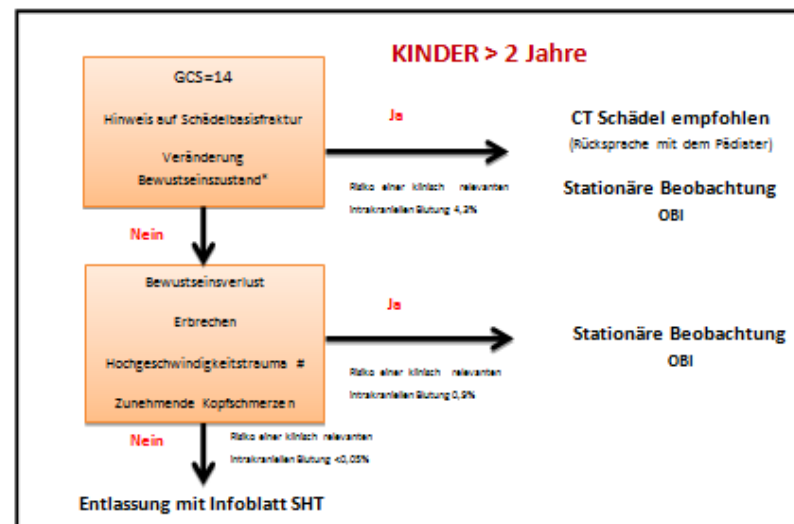 KINDER > 2 Jahre
GCS=14
Hinweis auf Schädelbasisfraktur
Veränderung
Bewustseinszustand*
Ja
CT Schädel empfohlen
(Rücksprache mit dem Pädiater)
Risiko einer klinisch relevanten
Intrakraniellen Blutung 4,3%
Stationäre Beobachtung
OBI
Nein
Bewustseinsverlust
Erbrechen
Hochgeschwindigkeitstrauma #
Zunehmende Kopfschmerzen
Ja
Stationäre Beobachtung
OBI
Risiko einer klinisch relevanten
Intrakraniellen Blutung 0,9%
Nein
Risiko einer klinisch relevanten
Intrakraniellen Blutung <0,05%
Entlassung mit Infoblatt SHT